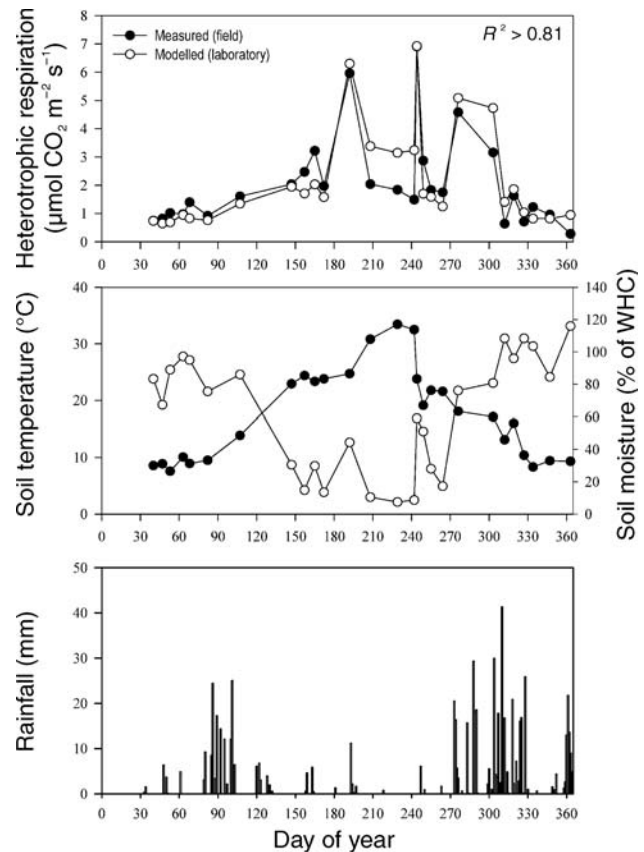 Heterotrophic respiration
(µmol CO₂ m⁻² s⁻¹)
8
7
6
5
4
3
2
1
0
Measured (field)
Modelled (laboratory)
R² > 0.81
0 30 60 90 120 150 180 210 240 270 300 330 360
Soil temperature (°C)
40
30
20
10
0
140
120
100
80
60
40
20
0
Soil moisture (% of WHC)
0 30 60 90 120 150 180 210 240 270 300 330 360
Rainfall (mm)
50
40
30
20
10
0
0 30 60 90 120 150 180 210 240 270 300 330 360
Day of year